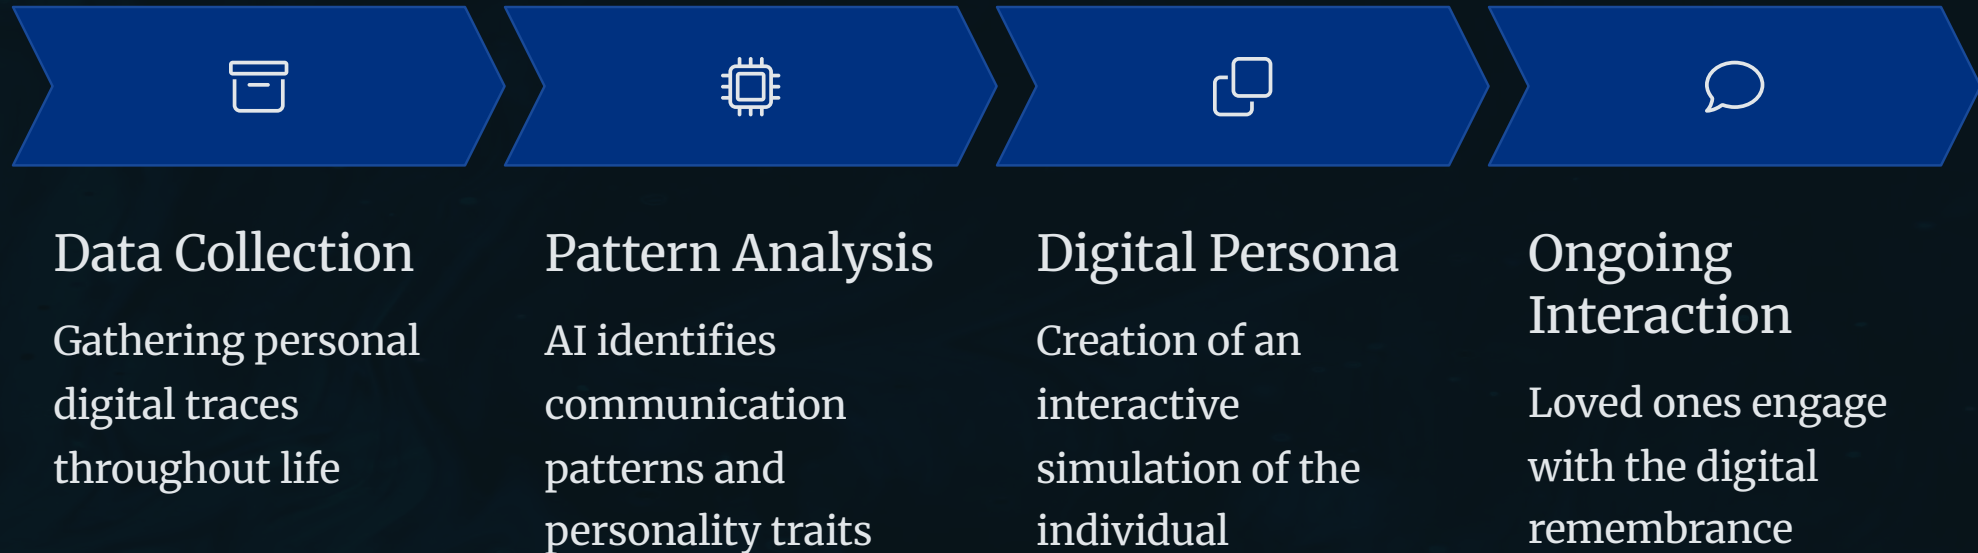 Data Collection
Gathering personal
digital traces
throughout life
Pattern Analysis
AI identifies
communication
patterns and
personality traits
Digital Persona
Creation of an
interactive
simulation of the
individual
Ongoing
Interaction
Loved ones engage
with the digital
remembrance